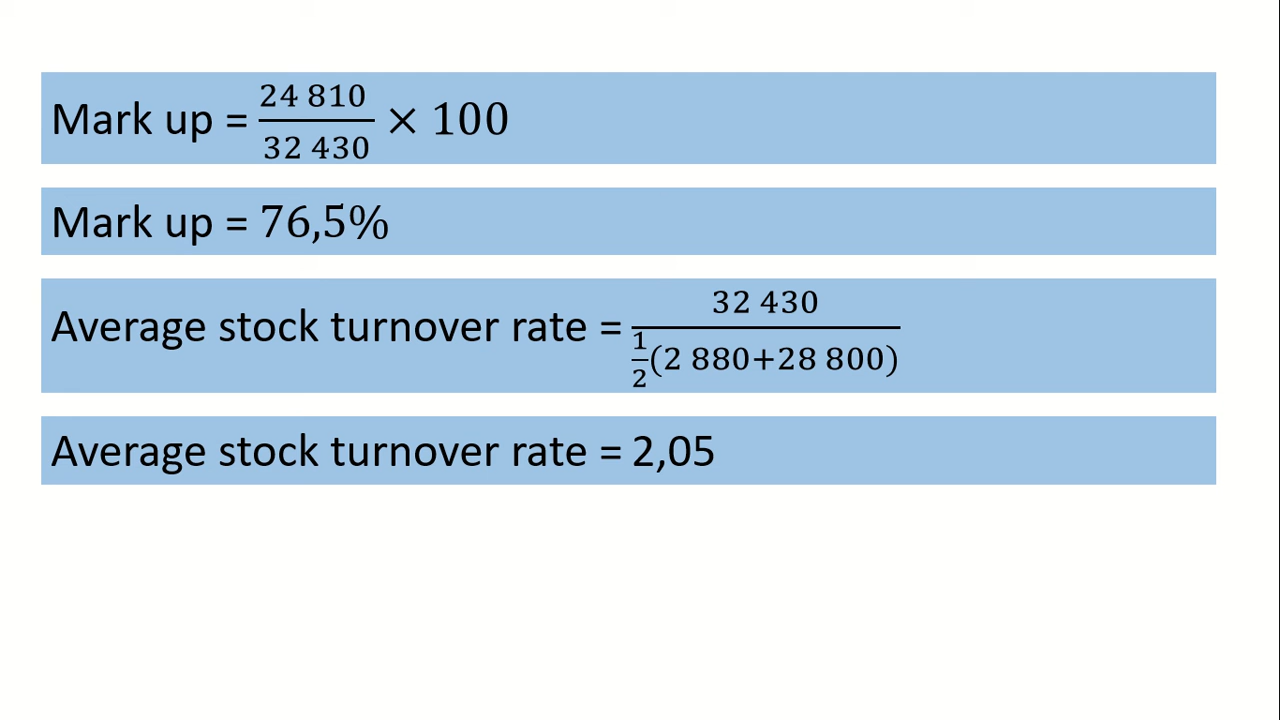 Mark up = 24 810/32 430 × 100
Mark up = 76,5%
Average stock turnover rate = 32 430/½(2 880+28 800)
Average stock turnover rate = 2,05